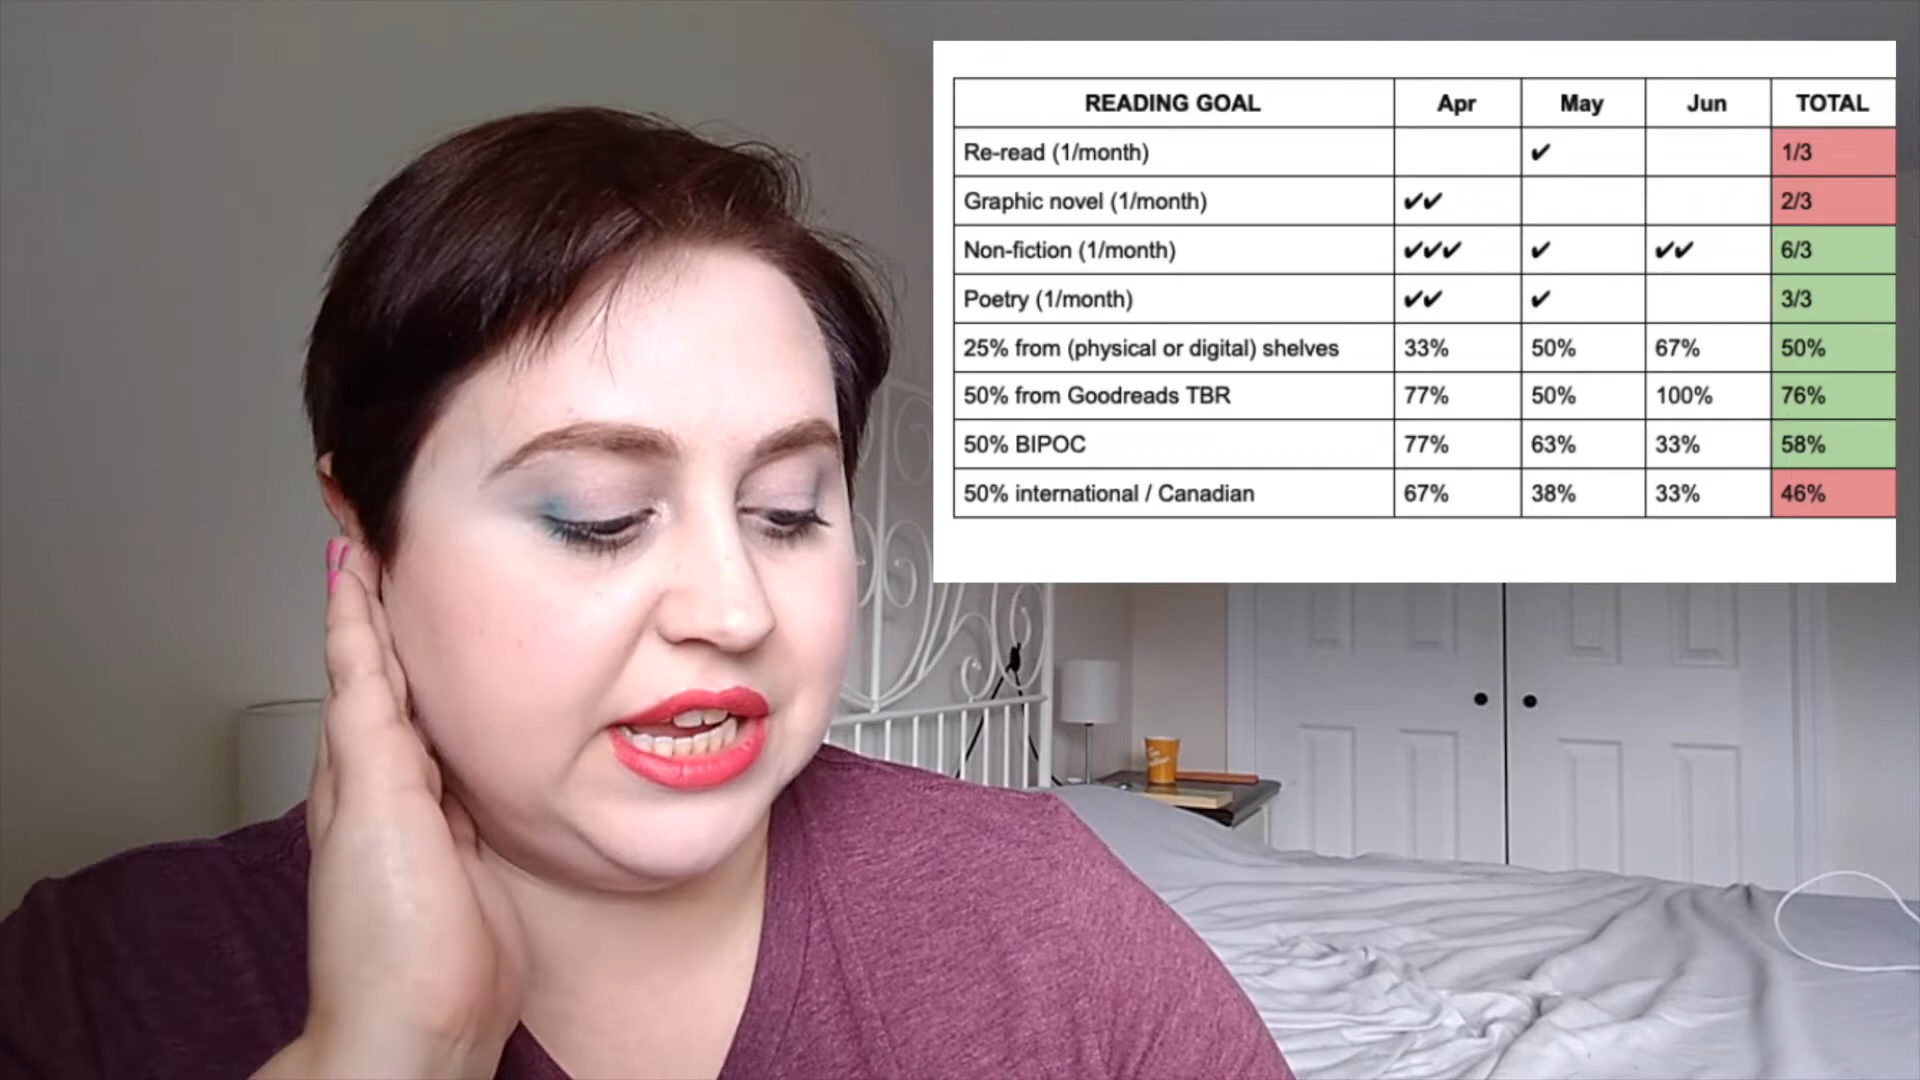 READING GOAL Apr May Jun TOTAL
Re-read (1/month) ✔ 1/3
Graphic novel (1/month) ✔✔ 2/3
Non-fiction (1/month) ✔✔✔ ✔ ✔✔ 6/3
Poetry (1/month) ✔✔ ✔ 3/3
25% from (physical or digital) shelves 33% 50% 67% 50%
50% from Goodreads TBR 77% 50% 100% 76%
50% BIPOC 77% 63% 33% 58%
50% international / Canadian 67% 38% 33% 46%